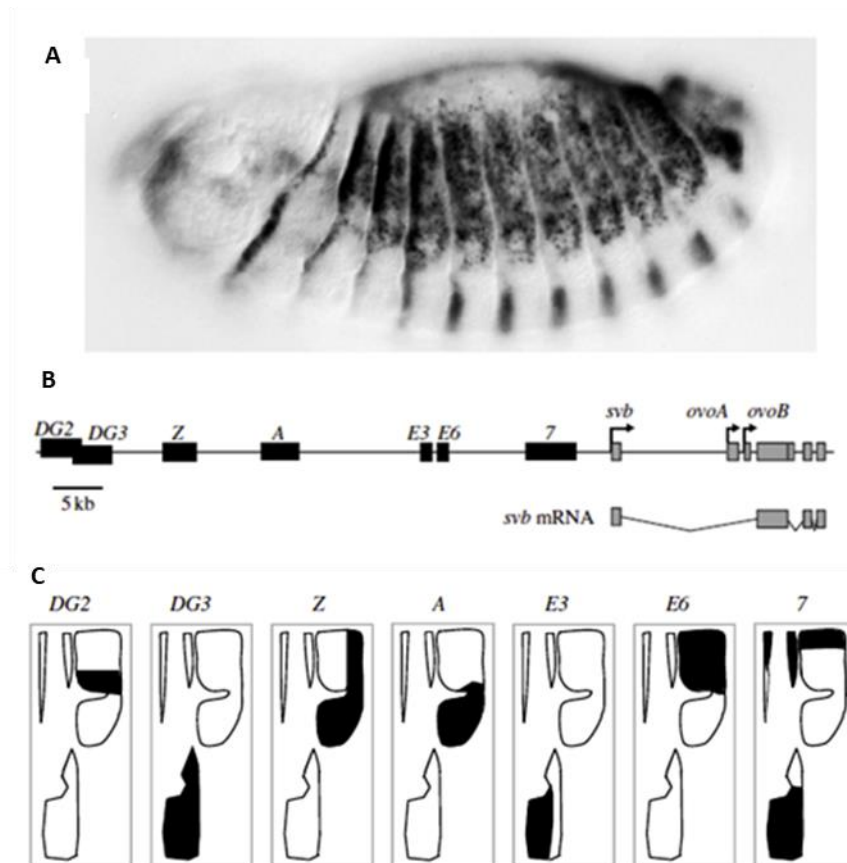 A
B
DG2 DG3 Z A E3 E6 7 svb ovoA ovoB
5 kb
svb mRNA
C
DG2 DG3 Z A E3 E6 7